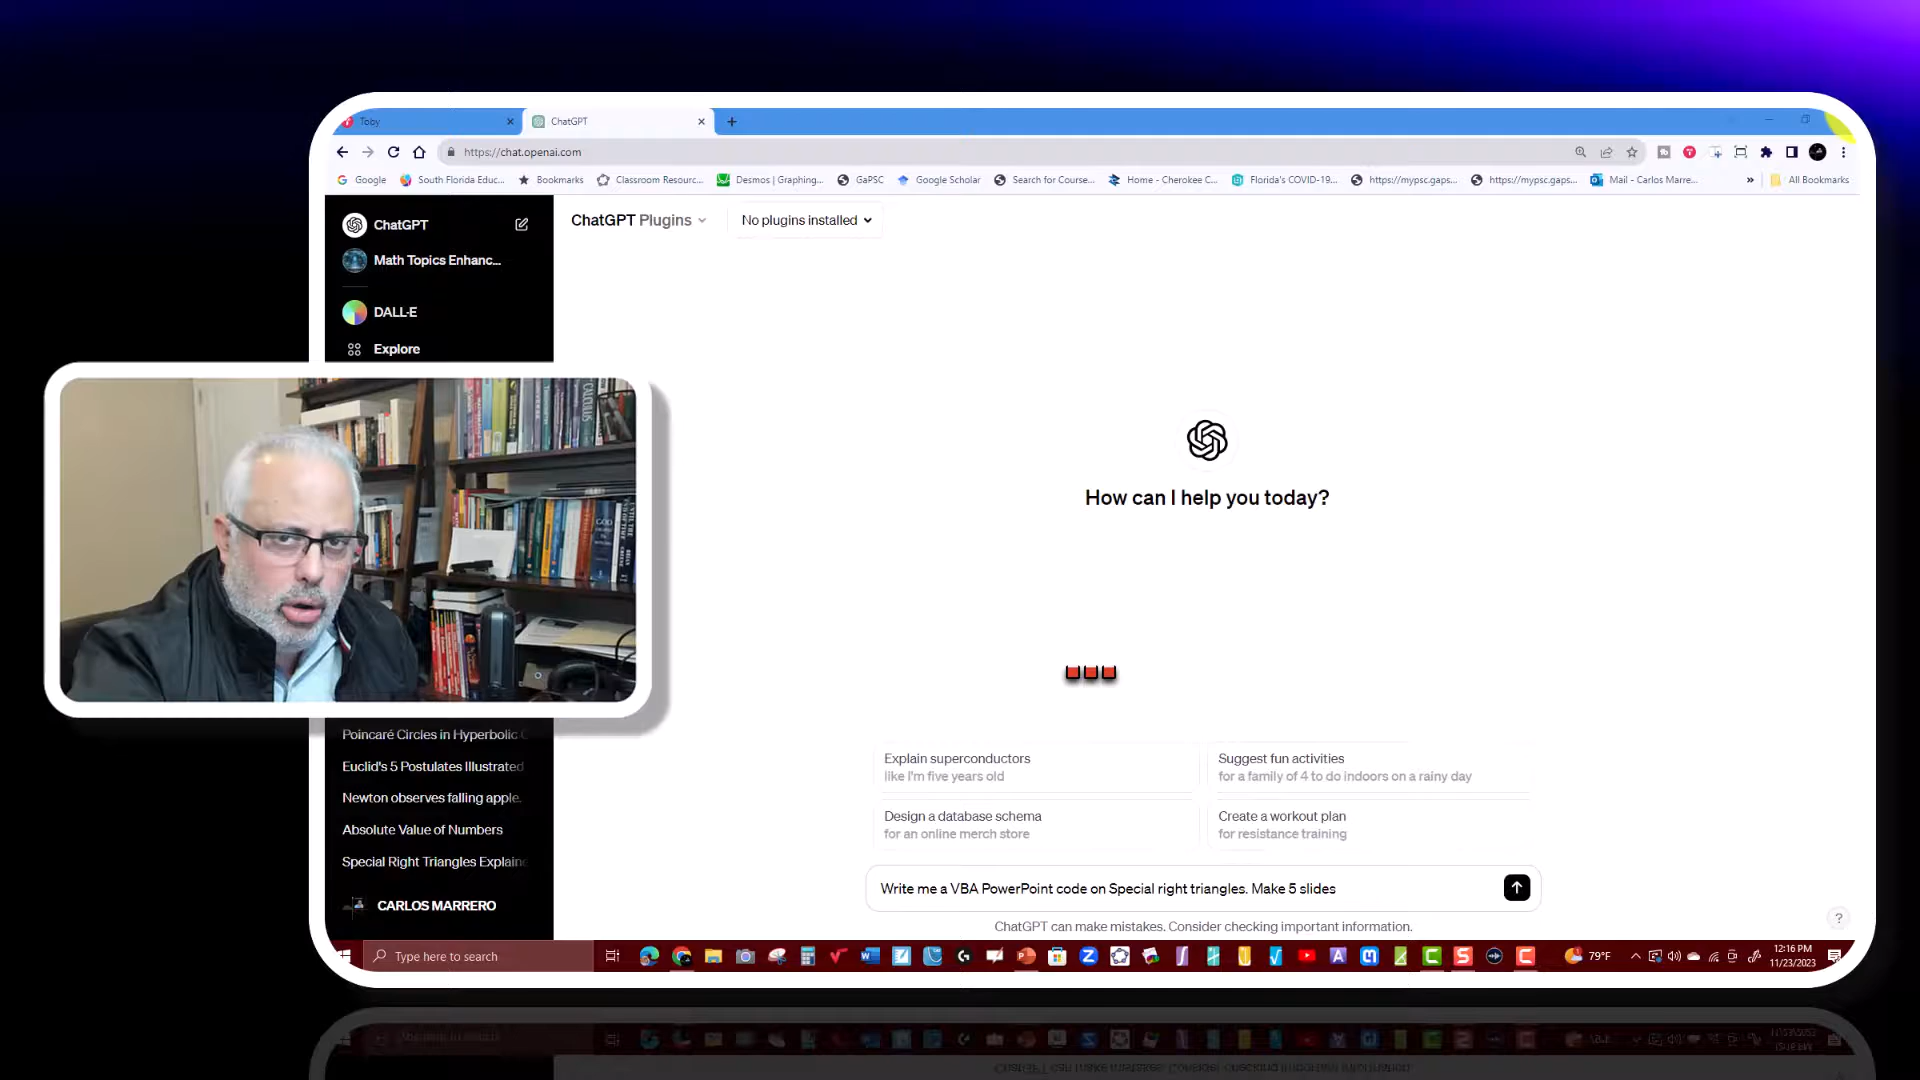 Toby
ChatGPT
https://chat.openai.com
Google
South Florida Educ...
Bookmarks
Classroom Resourc...
Desmos | Graphing...
GaPSC
Google Scholar
Search for Course...
Home - Cherokee C...
Florida's COVID-19...
https://mypsc.gaps...
https://mypsc.gaps...
Mail - Carlos Marre...
»
All Bookmarks
ChatGPT
ChatGPT Plugins
No plugins installed
Math Topics Enhanc...
DALL·E
Explore
How can I help you today?
CALCULUS
GOD
Poincaré Circles in Hyperbolic
Euclid's 5 Postulates Illustrated
Newton observes falling apple.
Absolute Value of Numbers
Special Right Triangles Explaine
CARLOS MARRERO
Explain superconductors
like I'm five years old
Suggest fun activities
for a family of 4 to do indoors on a rainy day
Design a database schema
for an online merch store
Create a workout plan
for resistance training
Write me a VBA PowerPoint code on Special right triangles. Make 5 slides
ChatGPT can make mistakes. Consider checking important information.
?
Type here to search
79°F
12:16 PM
11/23/2023